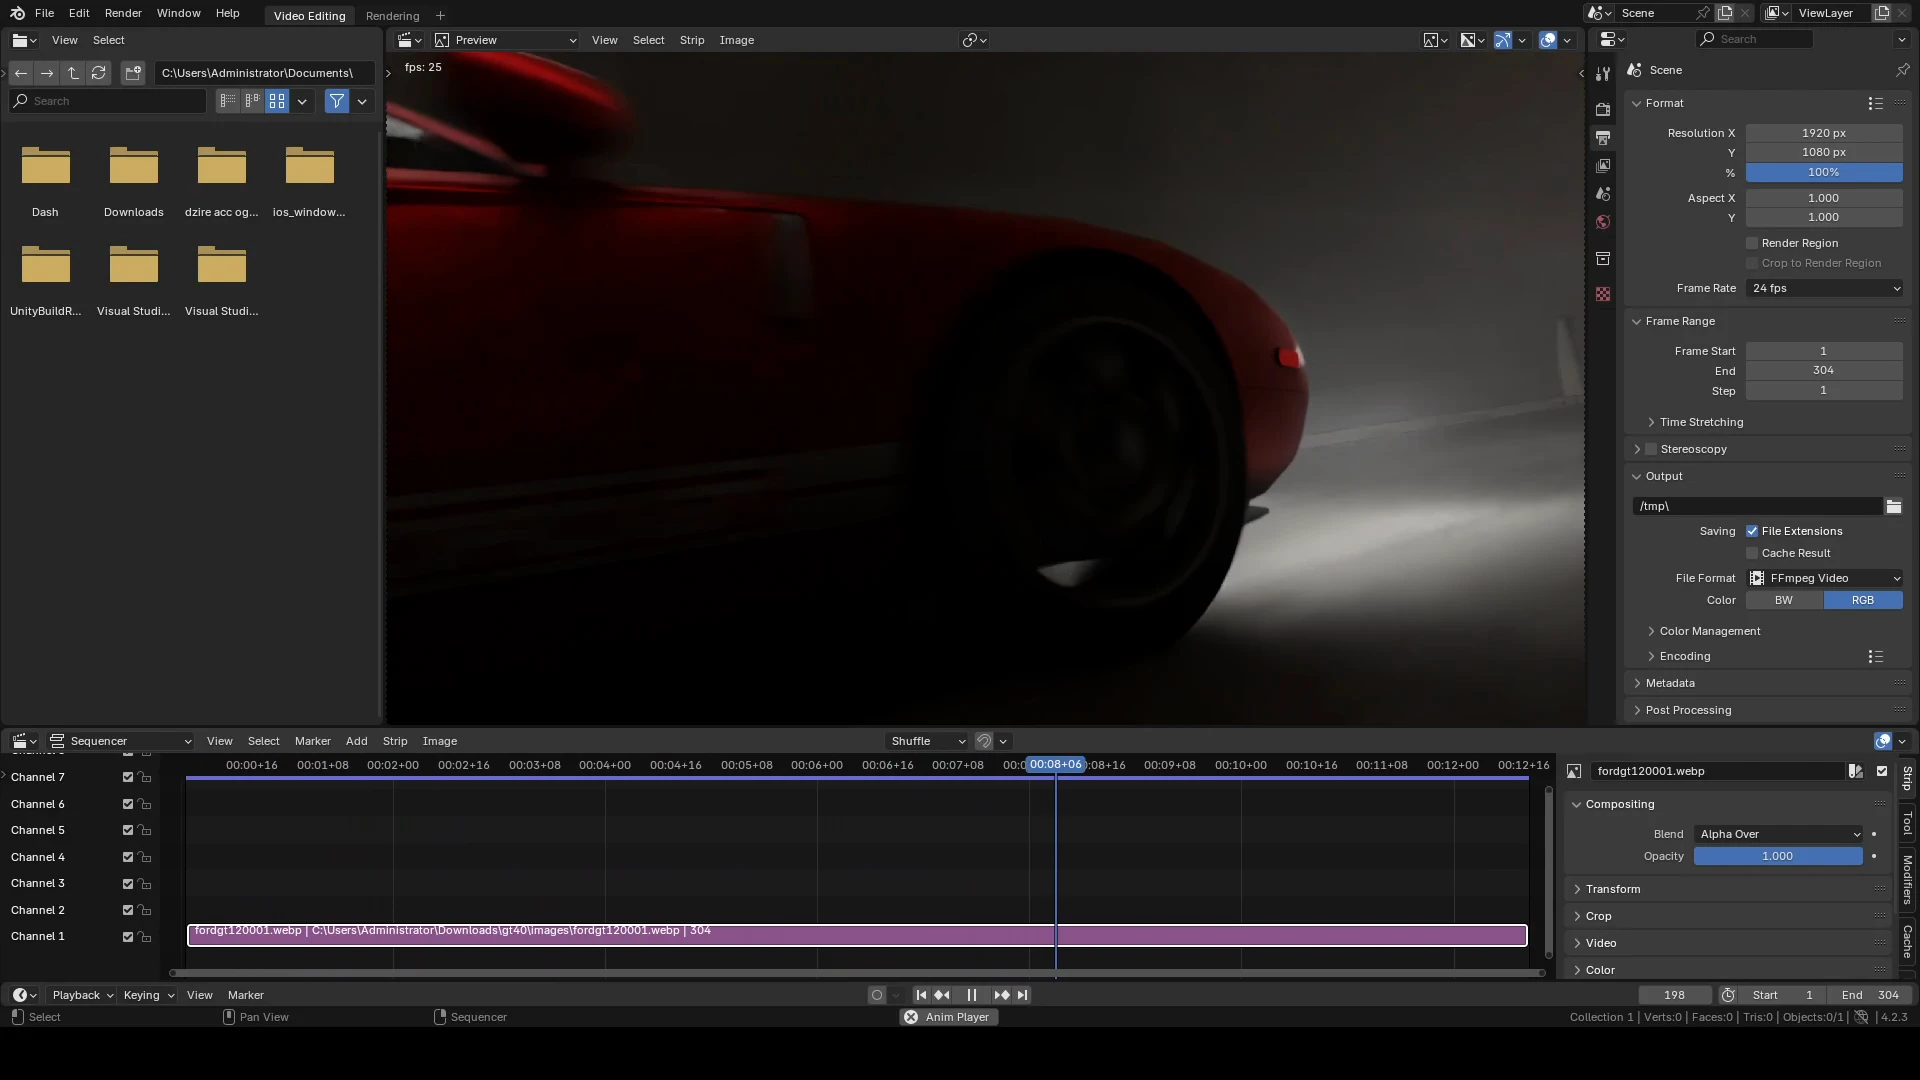 File Edit Render Window Help Video Editing Rendering + Scene ViewLayer
View Select
C:\Users\Administrator\Documents\
Search
Dash Downloads dzire acc og... ios_window...
UnityBuildR... Visual Studi... Visual Studi...
Preview View Select Strip Image
fps: 25
Search
Scene
Format
Resolution X 1920 px
Y 1080 px
% 100%
Aspect X 1.000
Y 1.000
Render Region
Crop to Render Region
Frame Rate 24 fps
Frame Range
Frame Start 1
End 304
Step 1
Time Stretching
Stereoscopy
Output
/tmp\
Saving File Extensions
Cache Result
File Format FFmpeg Video
Color BW RGB
Color Management
Encoding
Metadata
Post Processing
Sequencer View Select Marker Add Strip Image Shuffle
00:00+16 00:01+08 00:02+00 00:02+16 00:03+08 00:04+00 00:04+16 00:05+08 00:06+00 00:06+16 00:07+08 00:0 00:08+06 0:08+16 00:09+08 00:10+00 00:10+16 00:11+08 00:12+00 00:12+16
Channel 7
Channel 6
Channel 5
Channel 4
Channel 3
Channel 2
Channel 1
fordgt120001.webp | C:\Users\Administrator\Downloads\gt40\images\fordgt120001.webp | 304
fordgt120001.webp
Compositing
Blend Alpha Over
Opacity 1.000
Transform
Crop
Video
Color
Strip
Tool
Modifiers
Cache
Playback Keying View Marker 198 Start 1 End 304
Select Pan View Sequencer Anim Player Collection 1 | Verts:0 | Faces:0 | Tris:0 | Objects:0/1 | 4.2.3